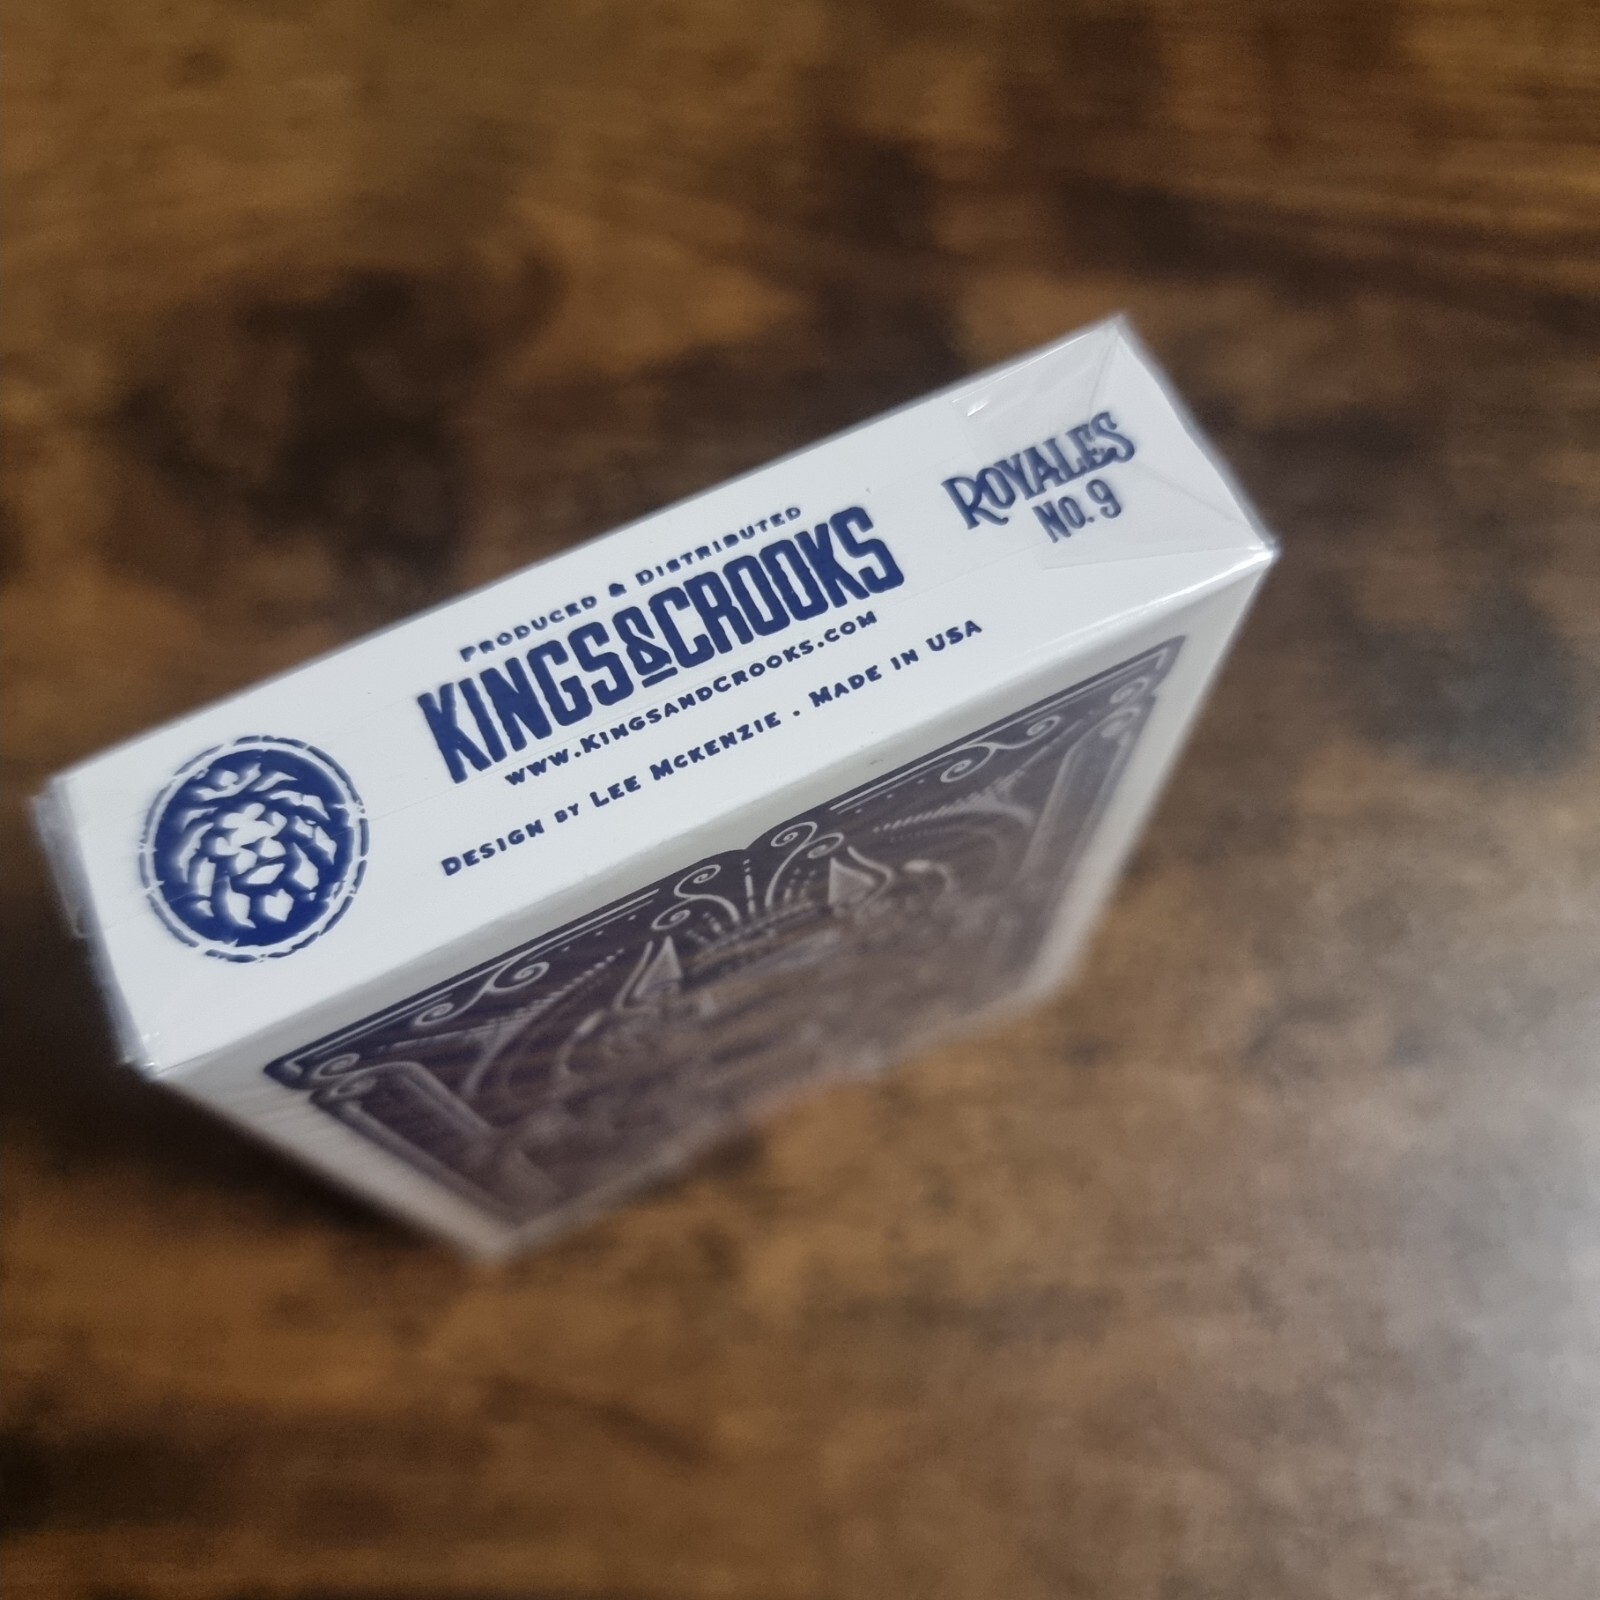 PRODUCED & DISTRIBUTED
KINGS&CROOKS
WWW.KINGSANDCROOKS.COM
DESIGN BY LEE MCKENZIE . MADE IN USA
ROYALES
No. 9